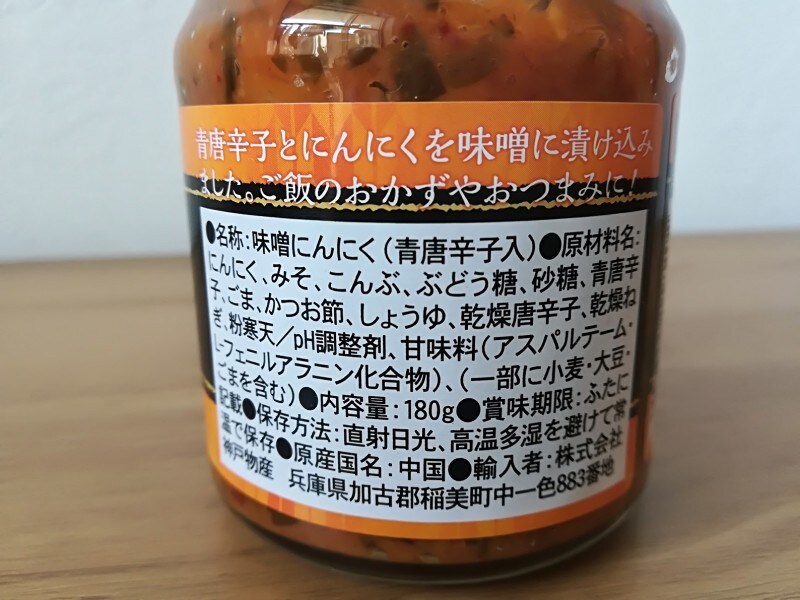 青唐辛子とにんにくを味噌に漬け込み
ました。ご飯のおかずやおつまみに!
●名称:味噌にんにく(青唐辛子入)●原材料名:
にんにく、みそ、こんぶ、ぶどう糖、砂糖、青唐辛
子、ごま、かつお節、しょうゆ、乾燥唐辛子、乾燥ね
ぎ、粉寒天/pH調整剤、甘味料(アスパルテーム・
L-フェニルアラニン化合物)、(一部に小麦・大豆・
ごまを含む)●内容量:180g●賞味期限:ふたに
記載●保存方法:直射日光、高温多湿を避けて常
温で保存●原産国名:中国●輸入者:株式会社
神戸物産 兵庫県加古郡稲美町中一色883番地